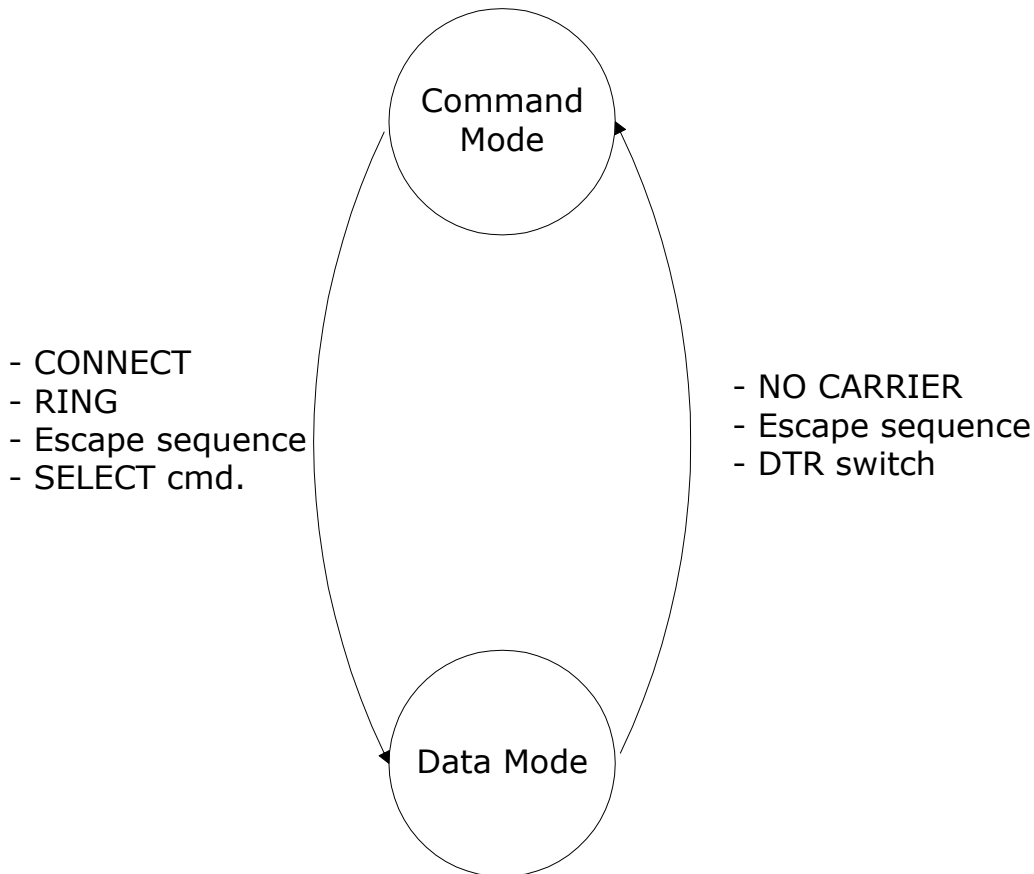 Command
Mode
- CONNECT
- RING
- Escape sequence
- SELECT cmd.
- NO CARRIER
- Escape sequence
- DTR switch
Data Mode